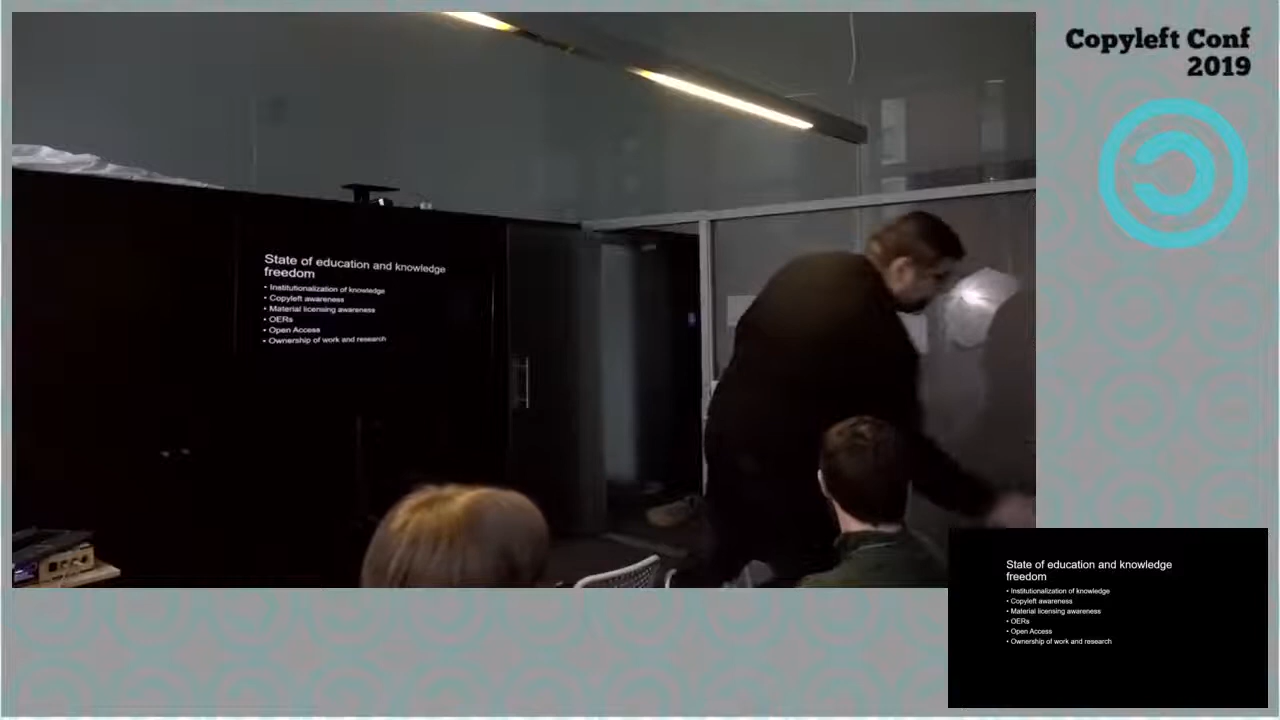 Copyleft Conf
2019
State of education and knowledge
freedom
• Institutionalization of knowledge
• Copyleft awareness
• Material licensing awareness
• OERs
• Open Access
• Ownership of work and research
State of education and knowledge
freedom
• Institutionalization of knowledge
• Copyleft awareness
• Material licensing awareness
• OERs
• Open Access
• Ownership of work and research